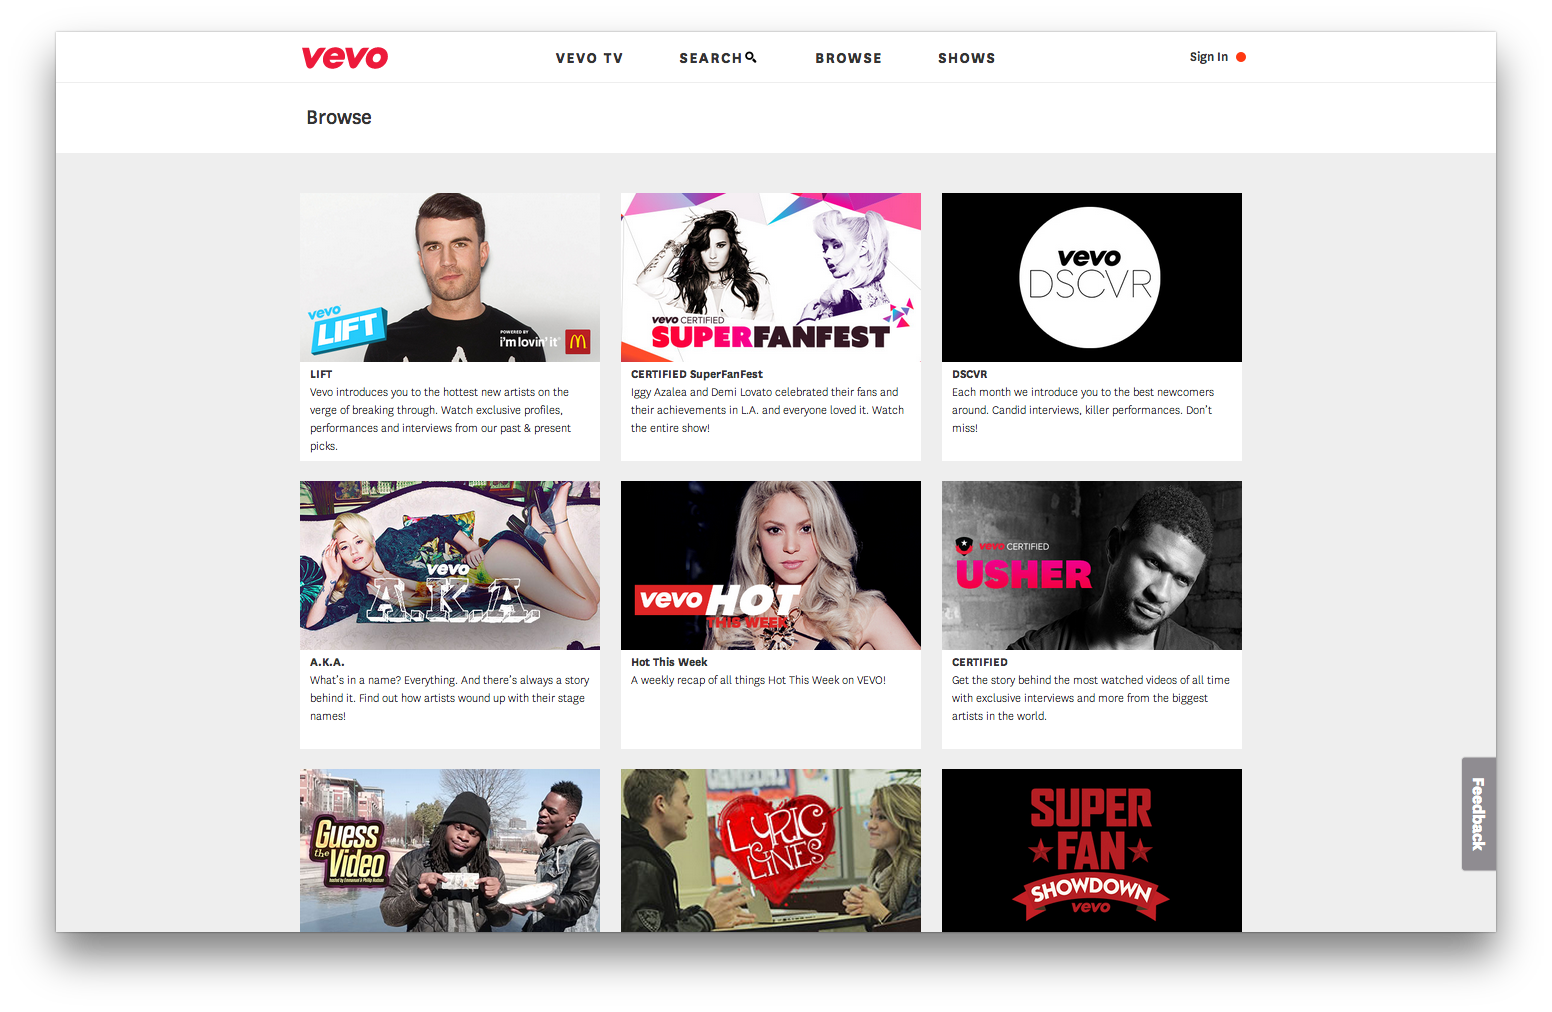 vevo
VEVO TV
SEARCH
BROWSE
SHOWS
Sign In
Browse
vevo
LIFT
POWERED BY
i'm lovin' it
LIFT
Vevo introduces you to the hottest new artists on the
verge of breaking through. Watch exclusive profiles,
performances and interviews from our past & present
picks.
vevo CERTIFIED
SUPERFANFEST
CERTIFIED SuperFanFest
Iggy Azalea and Demi Lovato celebrated their fans and
their achievements in L.A. and everyone loved it. Watch
the entire show!
vevo
DSCVR
DSCVR
Each month we introduce you to the best newcomers
around. Candid interviews, killer performances. Don't
miss!
vevo
A.K.A.
A.K.A.
What's in a name? Everything. And there's always a story
behind it. Find out how artists wound up with their stage
names!
vevo HOT
THIS WEEK
Hot This Week
A weekly recap of all things Hot This Week on VEVO!
vevo CERTIFIED
USHER
CERTIFIED
Get the story behind the most watched videos of all time
with exclusive interviews and more from the biggest
artists in the world.
Guess
the Video
hosted by Emmanuel & Phillip Hudson
LYRIC
LINES
SUPER
FAN
SHOWDOWN
vevo
Feedback